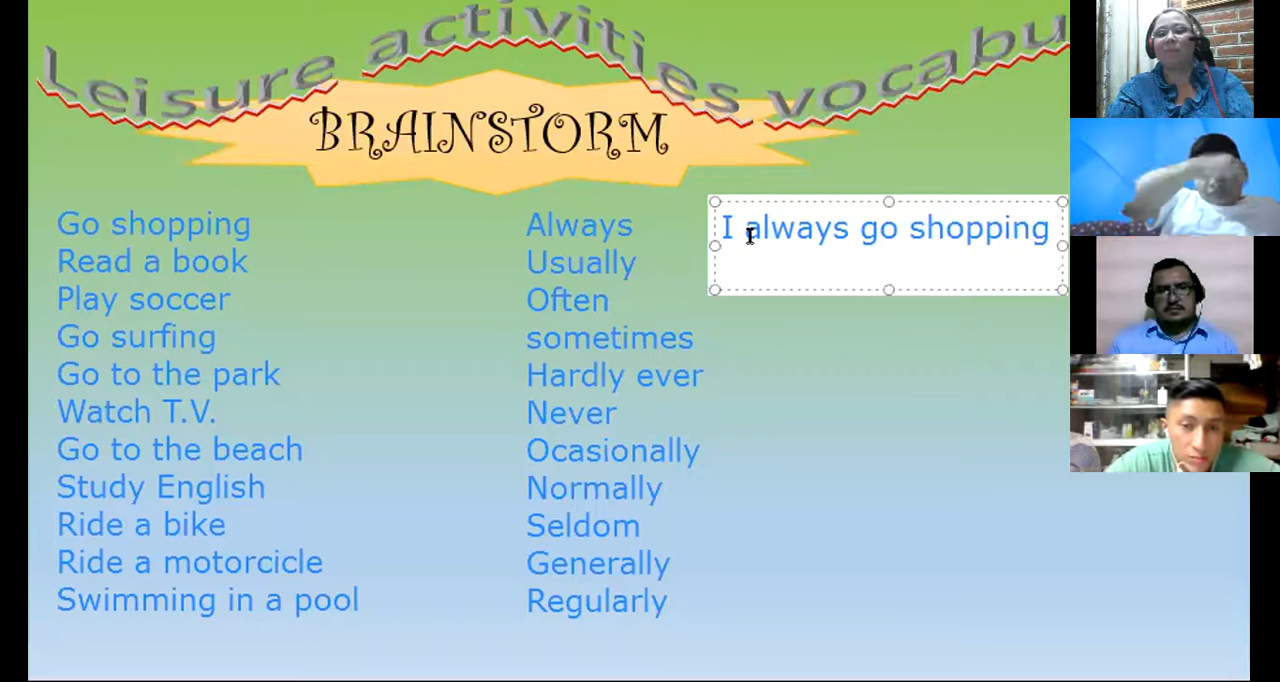 Leisure activities vocabu
BRAINSTORM
Go shopping
Read a book
Play soccer
Go surfing
Go to the park
Watch T.V.
Go to the beach
Study English
Ride a bike
Ride a motorcicle
Swimming in a pool
Always
Usually
Often
sometimes
Hardly ever
Never
Ocasionally
Normally
Seldom
Generally
Regularly
I always go shopping